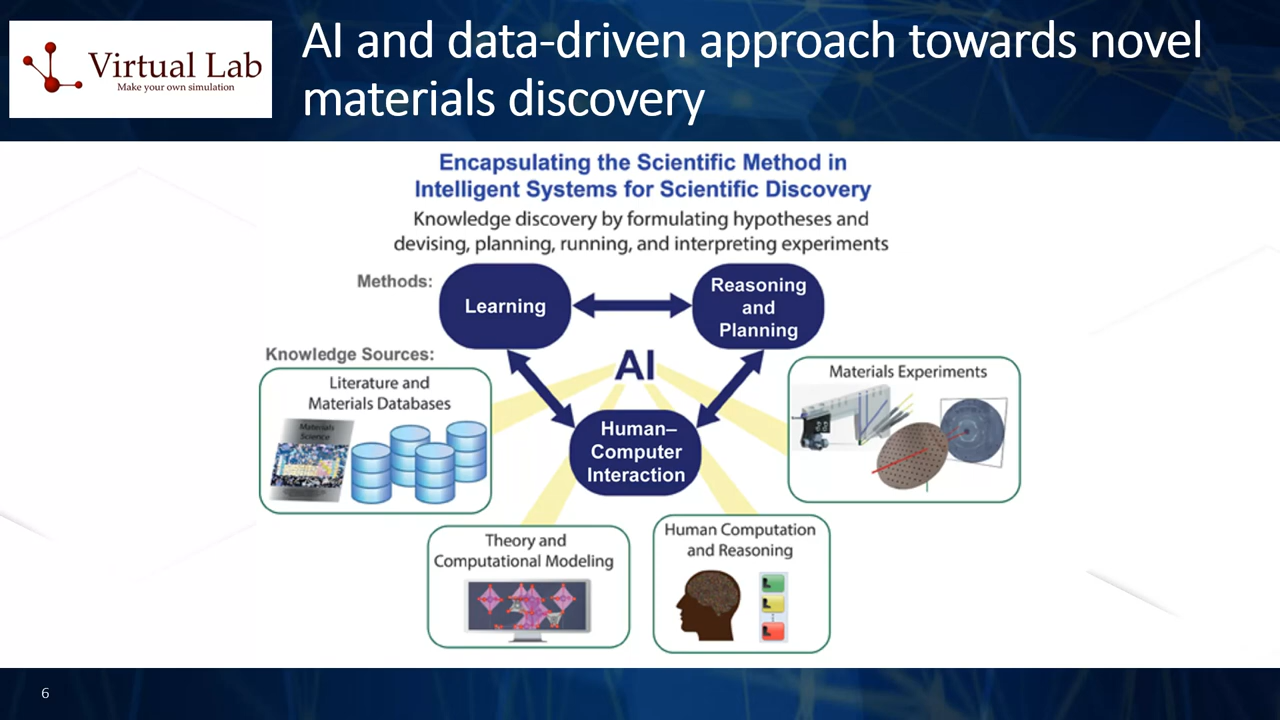 Virtual Lab
Make your own simulation
AI and data-driven approach towards novel
materials discovery
Encapsulating the Scientific Method in
Intelligent Systems for Scientific Discovery
Knowledge discovery by formulating hypotheses and
devising, planning, running, and interpreting experiments
Methods:
Learning
Reasoning
and
Planning
AI
Human–
Computer
Interaction
Knowledge Sources:
Literature and
Materials Databases
Materials
Science
Materials Experiments
Theory and
Computational Modeling
Human Computation
and Reasoning
6